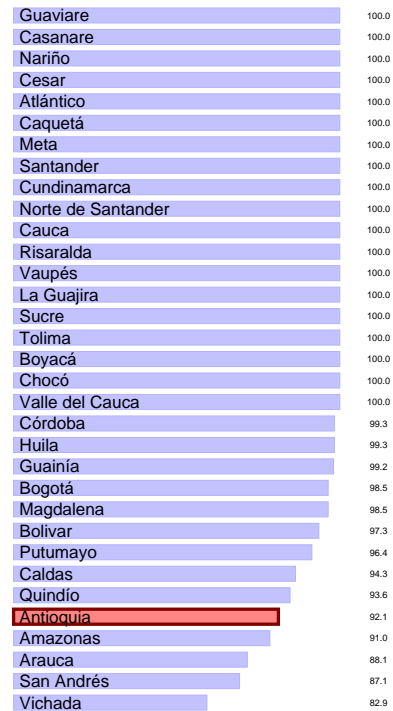 Guaviare 100.0
Casanare 100.0
Nariño 100.0
Cesar 100.0
Atlántico 100.0
Caquetá 100.0
Meta 100.0
Santander 100.0
Cundinamarca 100.0
Norte de Santander 100.0
Cauca 100.0
Risaralda 100.0
Vaupés 100.0
La Guajira 100.0
Sucre 100.0
Tolima 100.0
Boyacá 100.0
Chocó 100.0
Valle del Cauca 100.0
Córdoba 99.3
Huila 99.3
Guainía 99.2
Bogotá 98.5
Magdalena 98.5
Bolivar 97.3
Putumayo 96.4
Caldas 94.3
Quindío 93.6
Antioquia 92.1
Amazonas 91.0
Arauca 88.1
San Andrés 87.1
Vichada 82.9